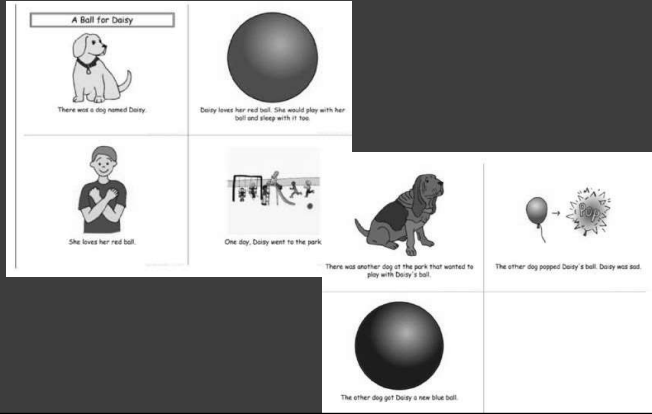 A Ball for Daisy
There was a dog named Daisy.
Daisy loves her red ball. She would play with her
ball and sleep with it too.
She loves her red ball.
One day, Daisy went to the park
There was another dog at the park that wanted to
play with Daisy's ball.
POP
The other dog popped Daisy's ball. Daisy was sad.
The other dog got Daisy a new blue ball.